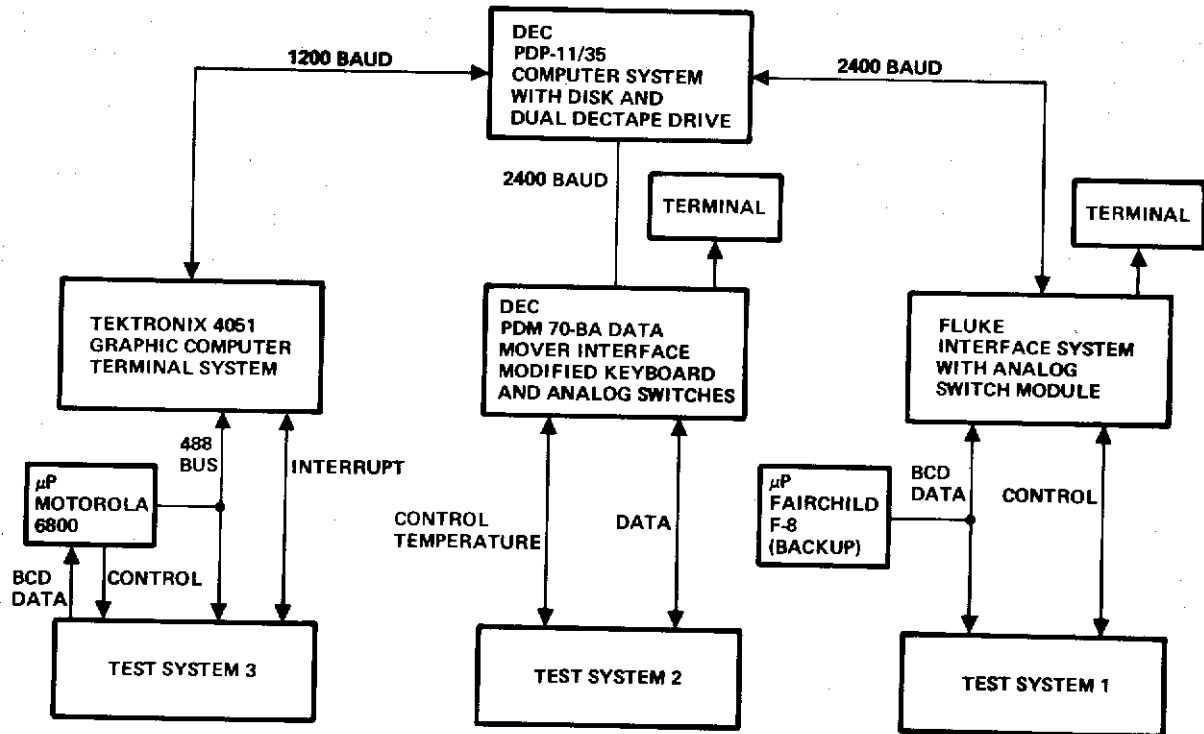 DEC
PDP-11/35
COMPUTER SYSTEM
WITH DISK AND
DUAL DECTAPE DRIVE
1200 BAUD
2400 BAUD
2400 BAUD
TERMINAL
TERMINAL
TEKTRONIX 4051
GRAPHIC COMPUTER
TERMINAL SYSTEM
DEC
PDM 70-BA DATA
MOVER INTERFACE
MODIFIED KEYBOARD
AND ANALOG SWITCHES
FLUKE
INTERFACE SYSTEM
WITH ANALOG
SWITCH MODULE
488
BUS
INTERRUPT
μP
MOTOROLA
6800
BCD
DATA
CONTROL
CONTROL
TEMPERATURE
DATA
μP
FAIRCHILD
F-8
(BACKUP)
BCD
DATA
CONTROL
TEST SYSTEM 3
TEST SYSTEM 2
TEST SYSTEM 1